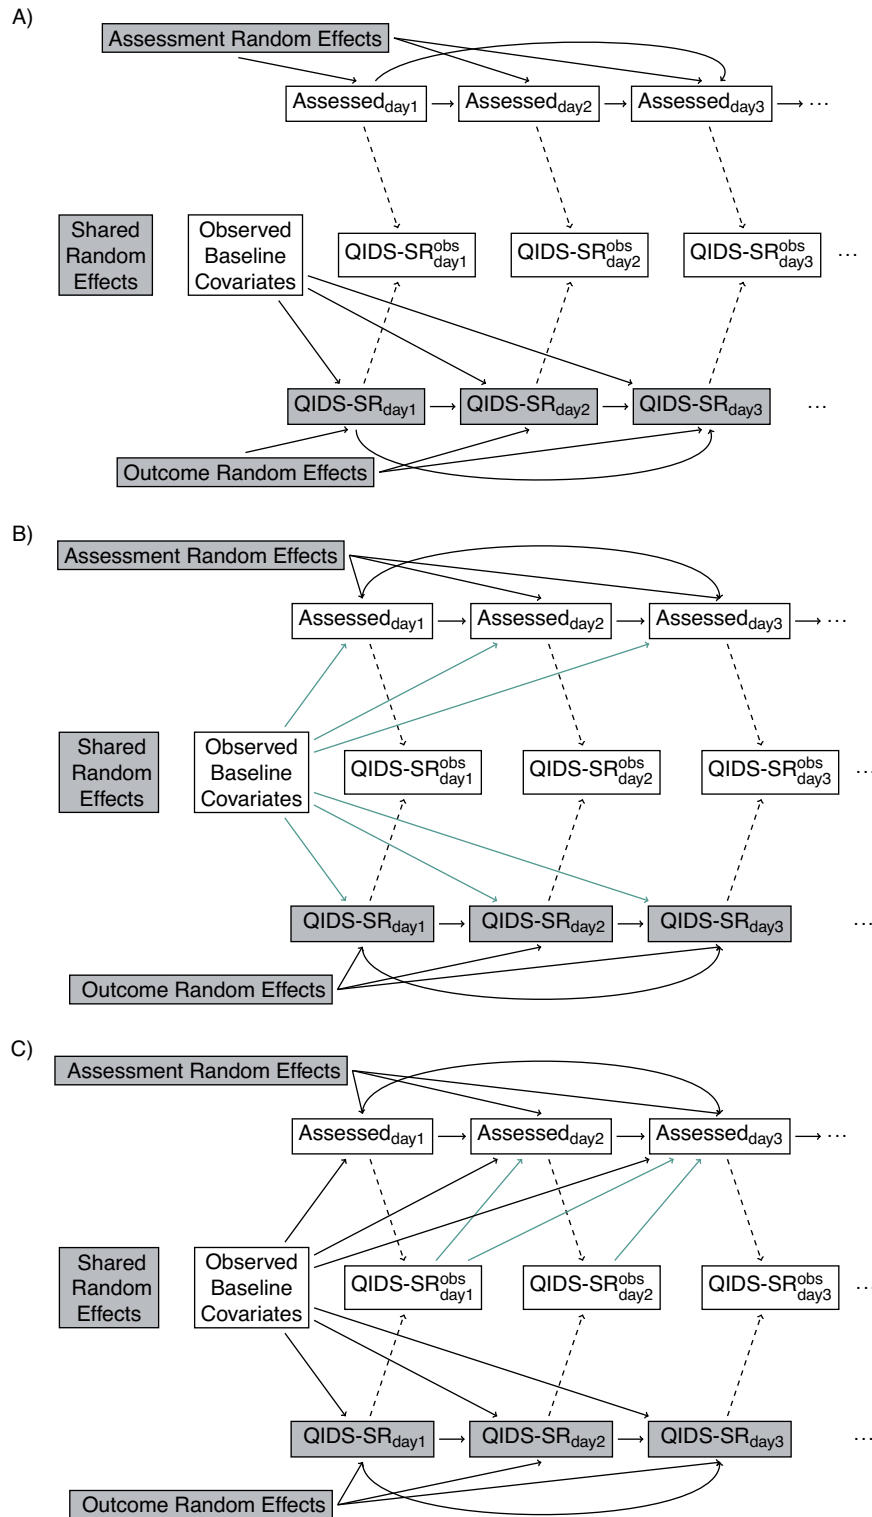 A)
Assessment Random Effects
Assessed_day1 Assessed_day2 Assessed_day3 ...
Shared
Random
Effects
Observed
Baseline
Covariates
QIDS-SR^obs_day1 QIDS-SR^obs_day2 QIDS-SR^obs_day3 ...
QIDS-SR_day1 QIDS-SR_day2 QIDS-SR_day3 ...
Outcome Random Effects
B)
Assessment Random Effects
Assessed_day1 Assessed_day2 Assessed_day3 ...
Shared
Random
Effects
Observed
Baseline
Covariates
QIDS-SR^obs_day1 QIDS-SR^obs_day2 QIDS-SR^obs_day3 ...
QIDS-SR_day1 QIDS-SR_day2 QIDS-SR_day3 ...
Outcome Random Effects
C)
Assessment Random Effects
Assessed_day1 Assessed_day2 Assessed_day3 ...
Shared
Random
Effects
Observed
Baseline
Covariates
QIDS-SR^obs_day1 QIDS-SR^obs_day2 QIDS-SR^obs_day3 ...
QIDS-SR_day1 QIDS-SR_day2 QIDS-SR_day3 ...
Outcome Random Effects